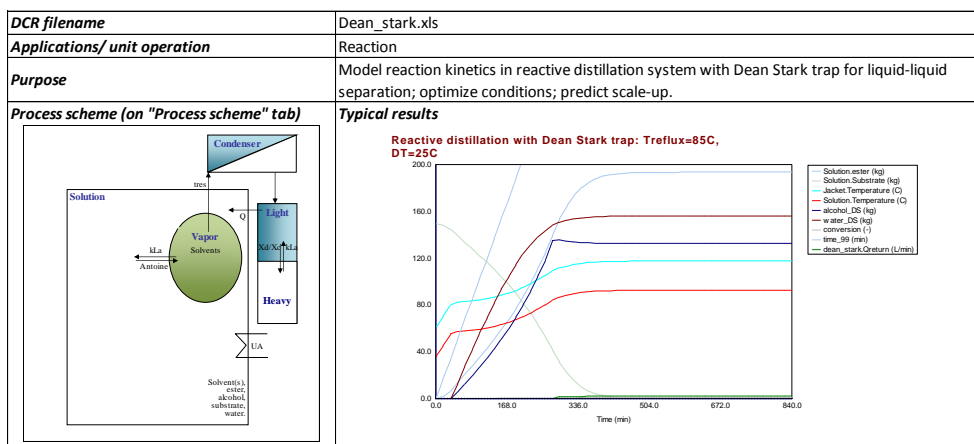 DCR filename
Dean_stark.xls
Applications/ unit operation
Reaction
Purpose
Model reaction kinetics in reactive distillation system with Dean Stark trap for liquid-liquid
separation; optimize conditions; predict scale-up.
Process scheme (on "Process scheme" tab)
Typical results
Condenser
tres
Solution
Q
Light
Vapor
Solvents
kLa
Antoine
Xd/Xc
kLa
Heavy
UA
Solvent(s),
ester,
alcohol,
substrate,
water.
Reactive distillation with Dean Stark trap: Treflux=85C,
DT=25C
200.0
160.0
120.0
80.0
40.0
0.0
0.0
168.0
336.0
504.0
672.0
840.0
Time (min)
Solution.ester (kg)
Solution.Substrate (kg)
Jacket.Temperature (C)
Solution.Temperature (C)
alcohol_DS (kg)
water_DS (kg)
conversion (-)
time_99 (min)
dean_stark.Qreturn (L/min)